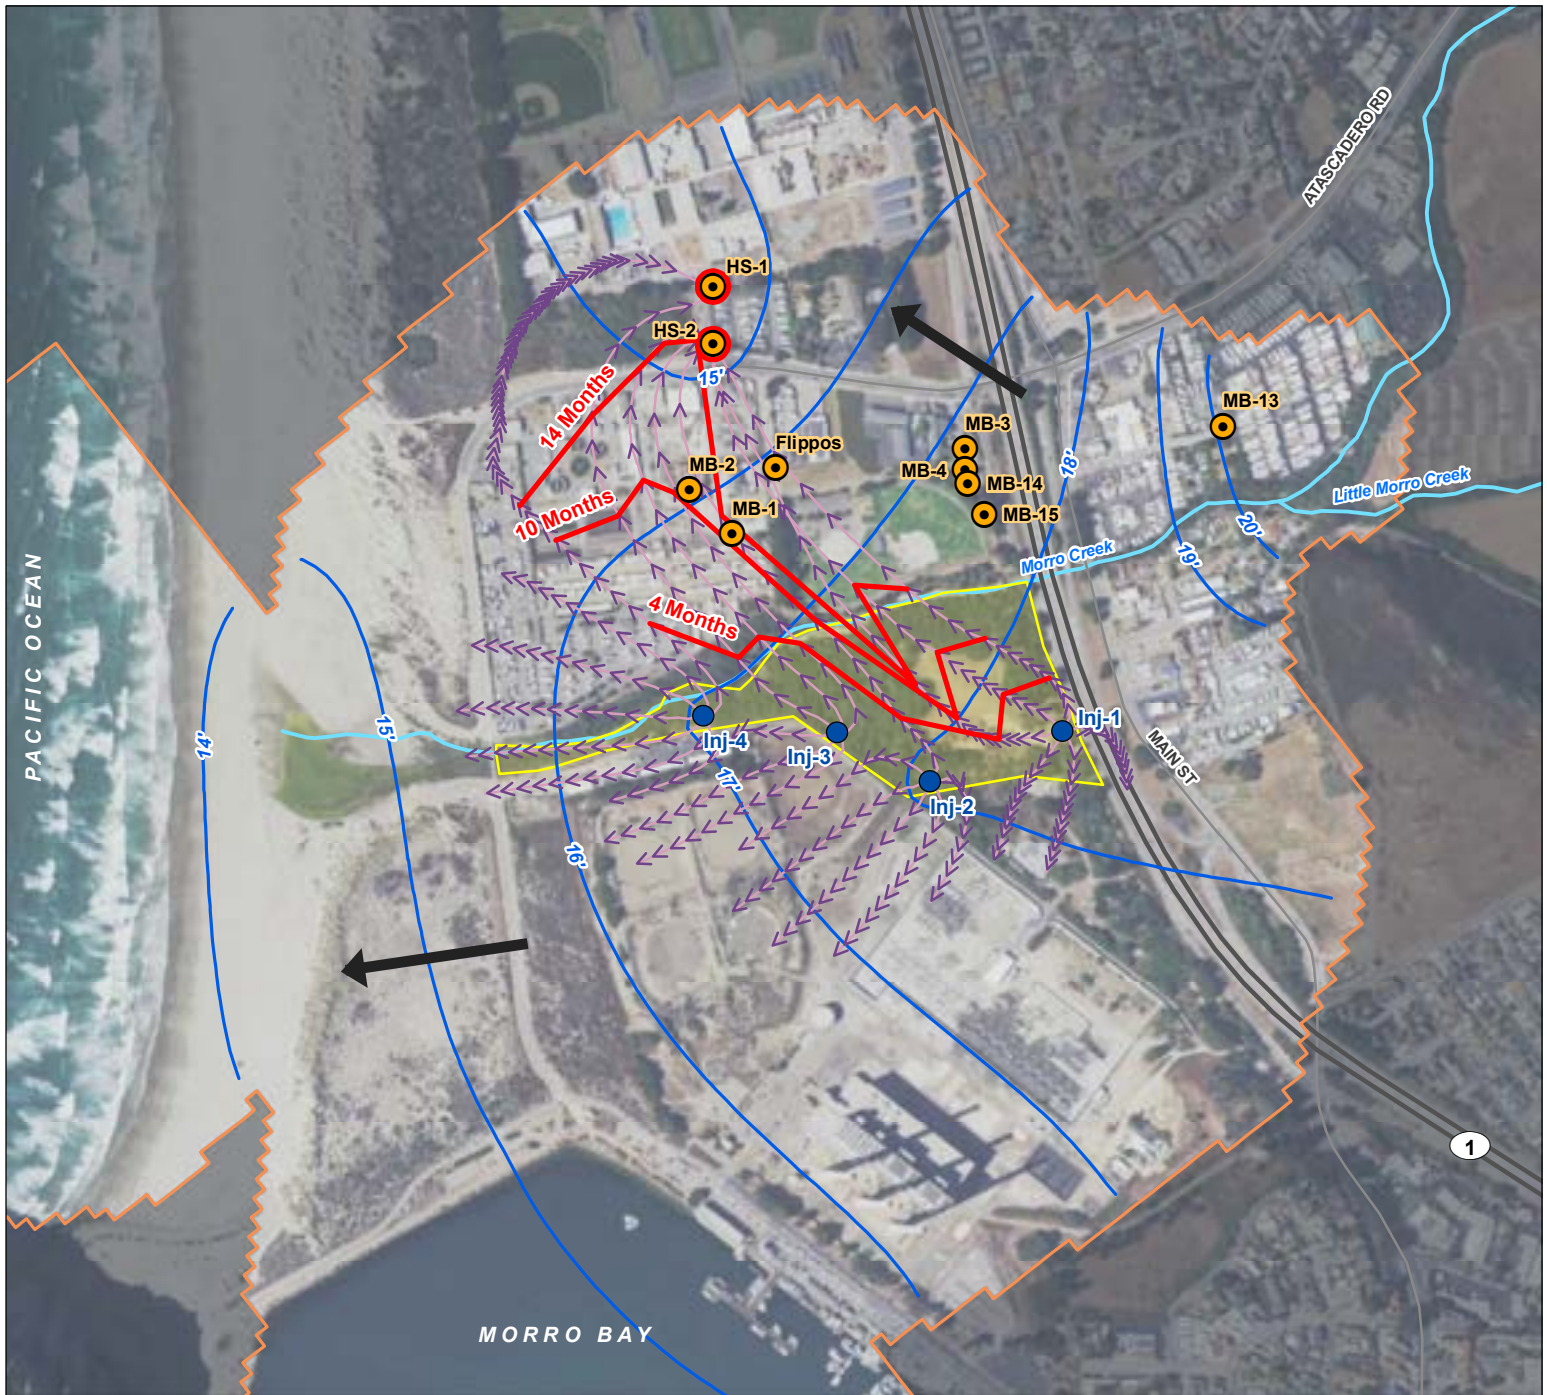 ATASCADERO RD
HS-1
HS-2
15'
14 Months
MB-13
MB-3
Flippos
MB-4
MB-2
18'
MB-14
Little Morro Creek
10 Months
MB-1
MB-15
20'
Morro Creek
19'
4 Months
PACIFIC OCEAN
14'
15'
Inj-4
Inj-3
Inj-1
MAIN ST
17'
Inj-2
16'
1
MORRO BAY